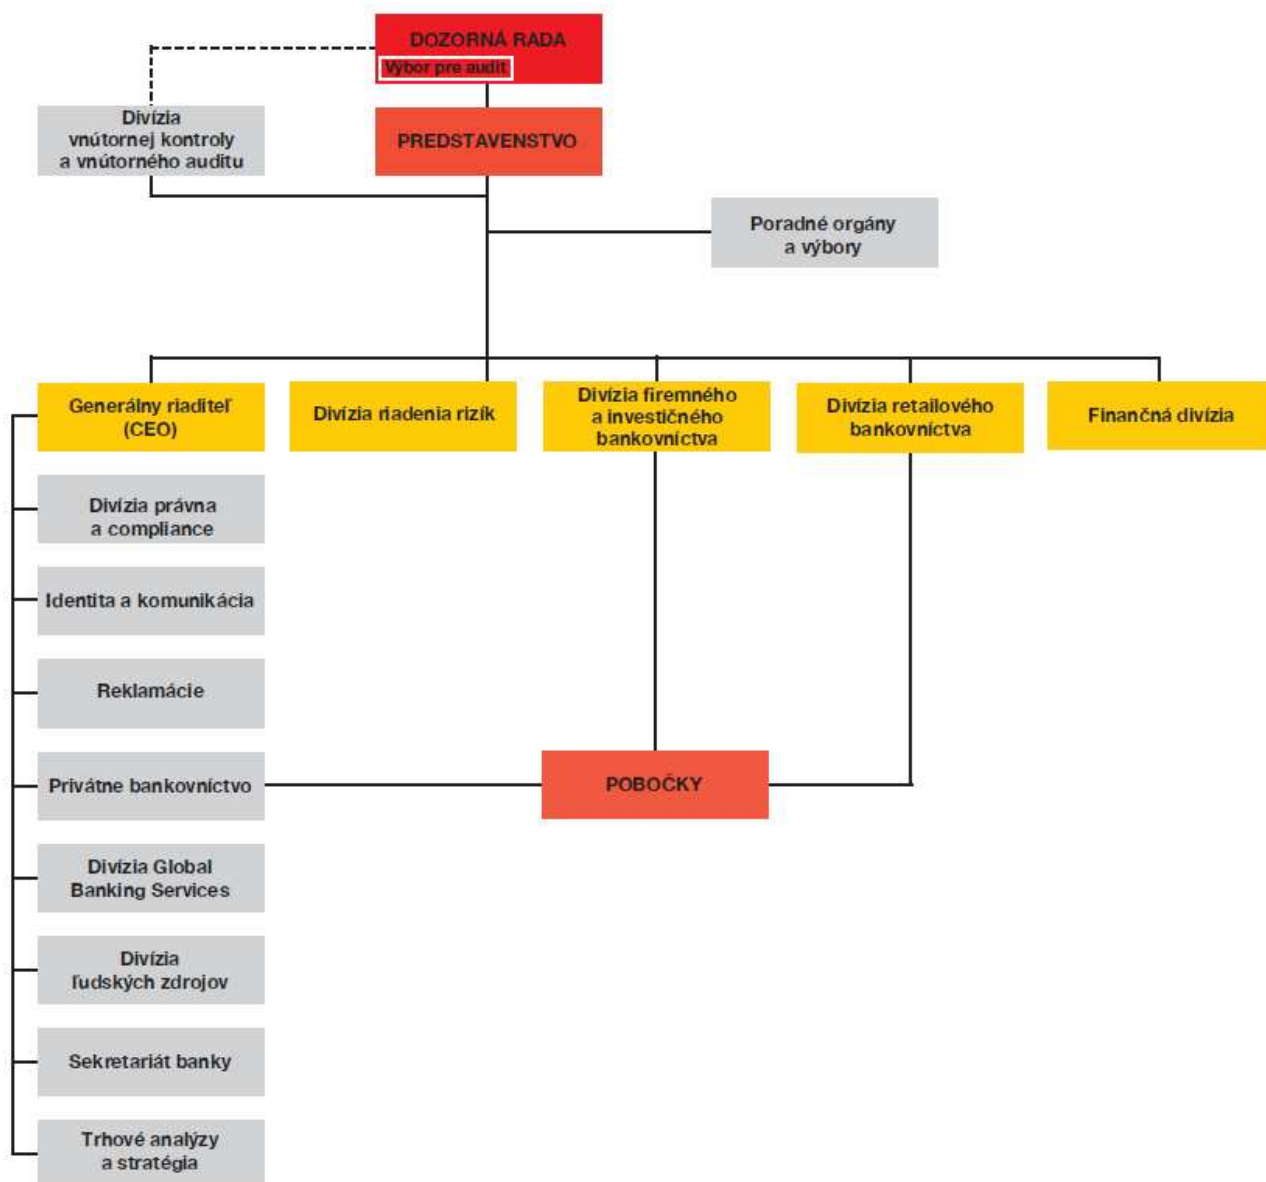 DOZORNÁ RADA
Výbor pre audit
Divízia
vnútornej kontroly
a vnútorného auditu
PREDSTAVENSTVO
Poradné orgány
a výbory
Generálny riaditeľ
(CEO)
Divízia riadenia rizík
Divízia firemného
a investičného
bankovníctva
Divízia retailového
bankovníctva
Finančná divízia
Divízia právna
a compliance
Identita a komunikácia
Reklamácie
Privátne bankovníctvo
POBOČKY
Divízia Global
Banking Services
Divízia
ľudských zdrojov
Sekretariát banky
Trhové analýzy
a stratégia